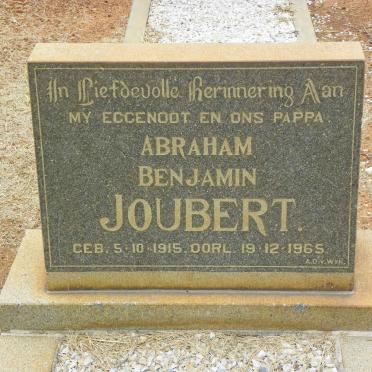 In Liefdevolle Herinnering Aan
MY EGGENOOT EN ONS PAPPA.
ABRAHAM
BENJAMIN
JOUBERT.
GEB. 5-10-1915. OORL. 19-12-1965